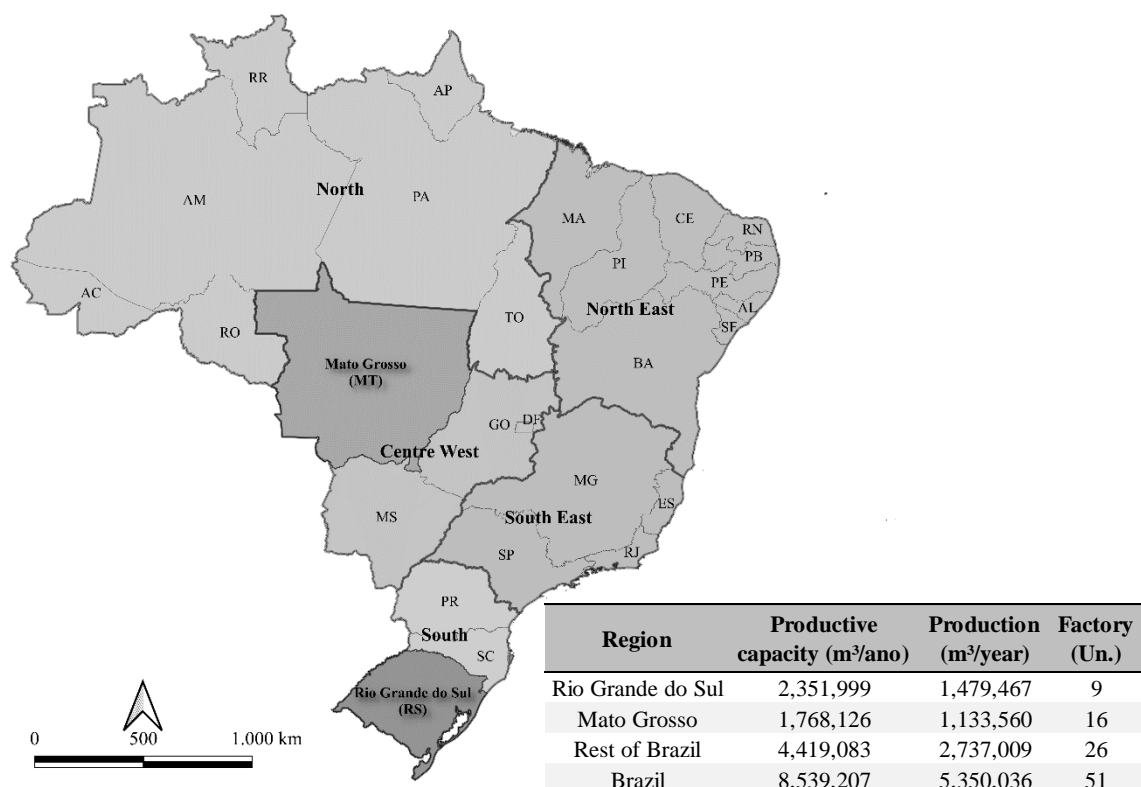 RR
AP
North
AM
PA
MA
CE
RN
PB
PI
PE
AL
SE
North East
AC
RO
TO
BA
Mato Grosso
(MT)
GO
DF
Centre West
MG
ES
MS
South East
SP
RJ
PR
South
SC
Rio Grande do Sul
(RS)
0 500 1.000 km
Region Productive capacity (m³/ano) Production (m³/year) Factory (Un.)
Rio Grande do Sul 2,351,999 1,479,467 9
Mato Grosso 1,768,126 1,133,560 16
Rest of Brazil 4,419,083 2,737,009 26
Brazil 8,539,207 5,350,036 51